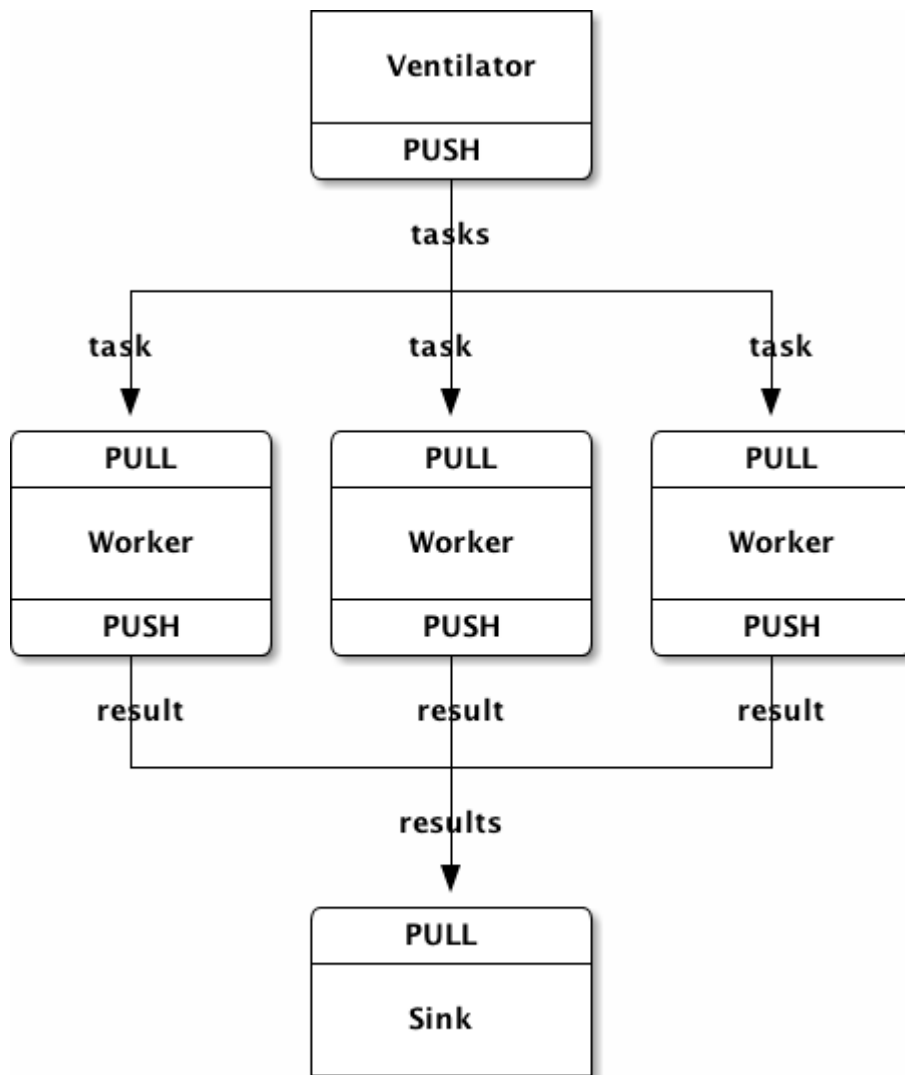 Ventilator
PUSH
tasks
task task task
PULL PULL PULL
Worker Worker Worker
PUSH PUSH PUSH
result result result
results
PULL
Sink